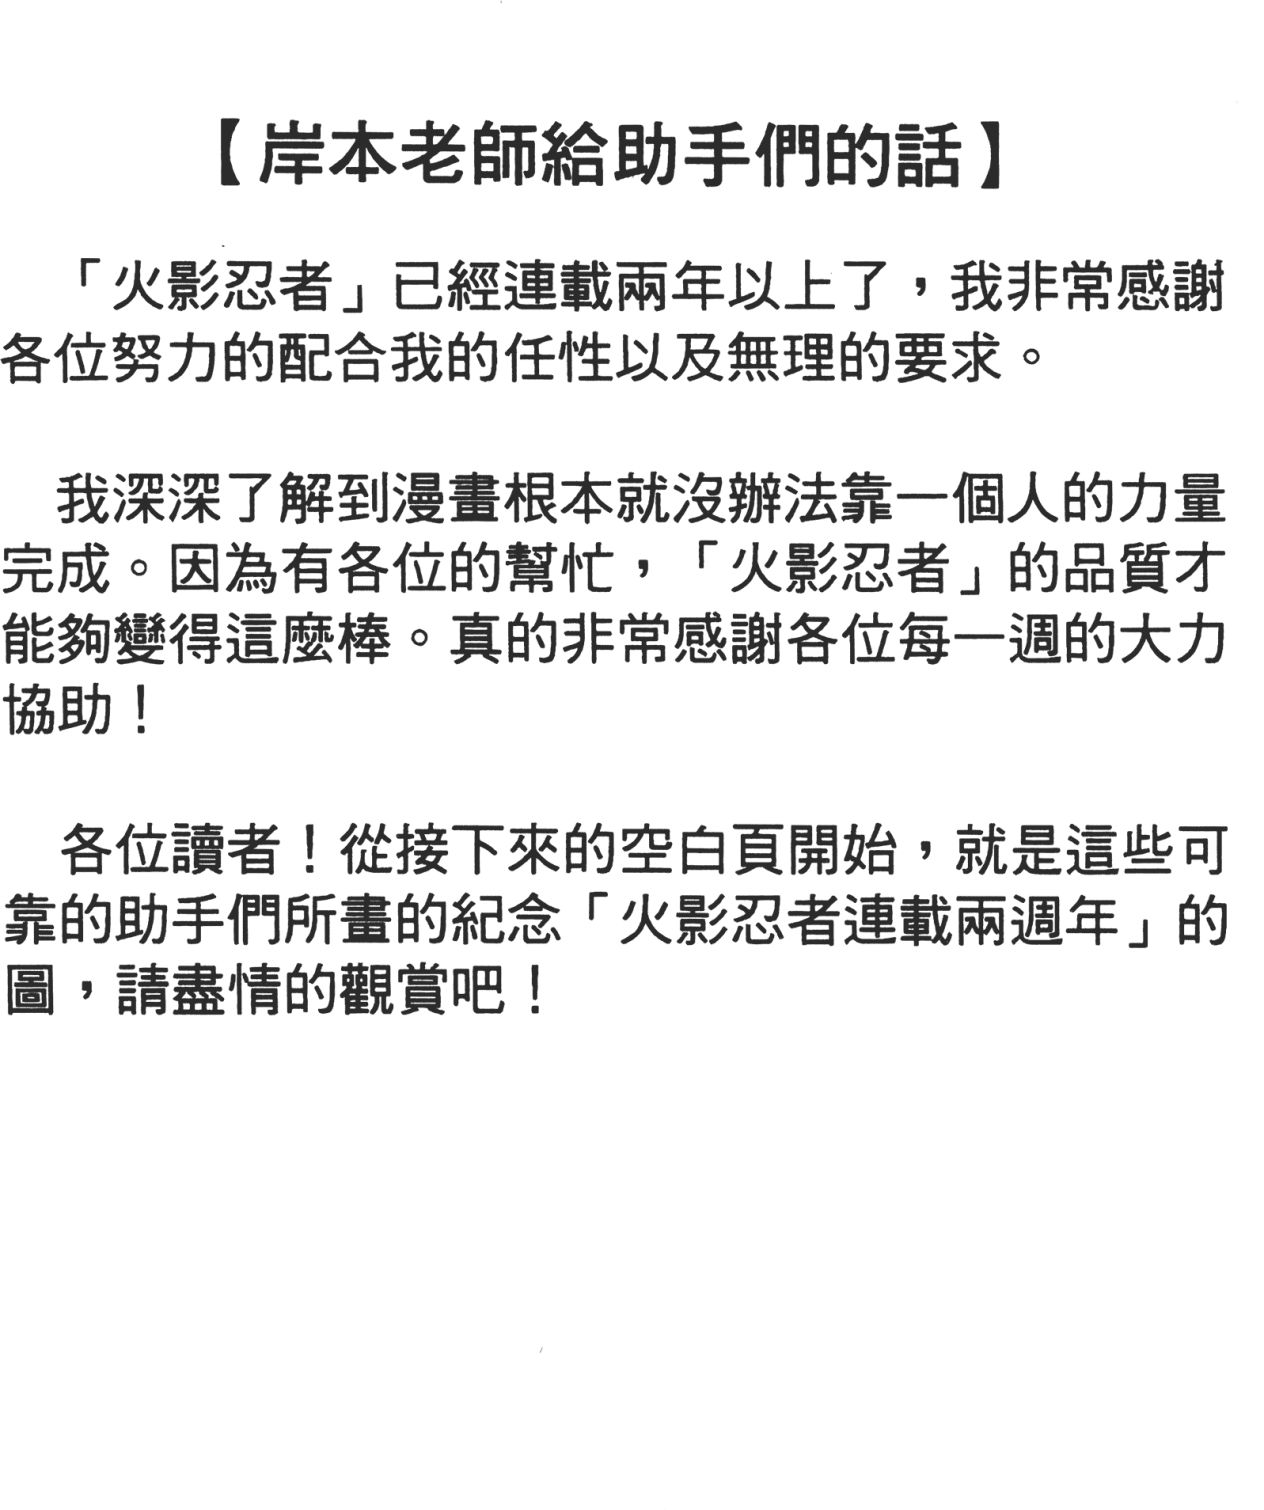 【岸本老師給助手們的話】
「火影忍者」已經連載兩年以上了，我非常感謝
各位努力的配合我的任性以及無理的要求。
我深深了解到漫畫根本就沒辦法靠一個人的力量
完成。因為有各位的幫忙，「火影忍者」的品質才
能夠變得這麼棒。真的非常感謝各位每一週的大力
協助！
各位讀者！從接下來的空白頁開始，就是這些可
靠的助手們所畫的紀念「火影忍者連載兩週年」的
圖，請盡情的觀賞吧！